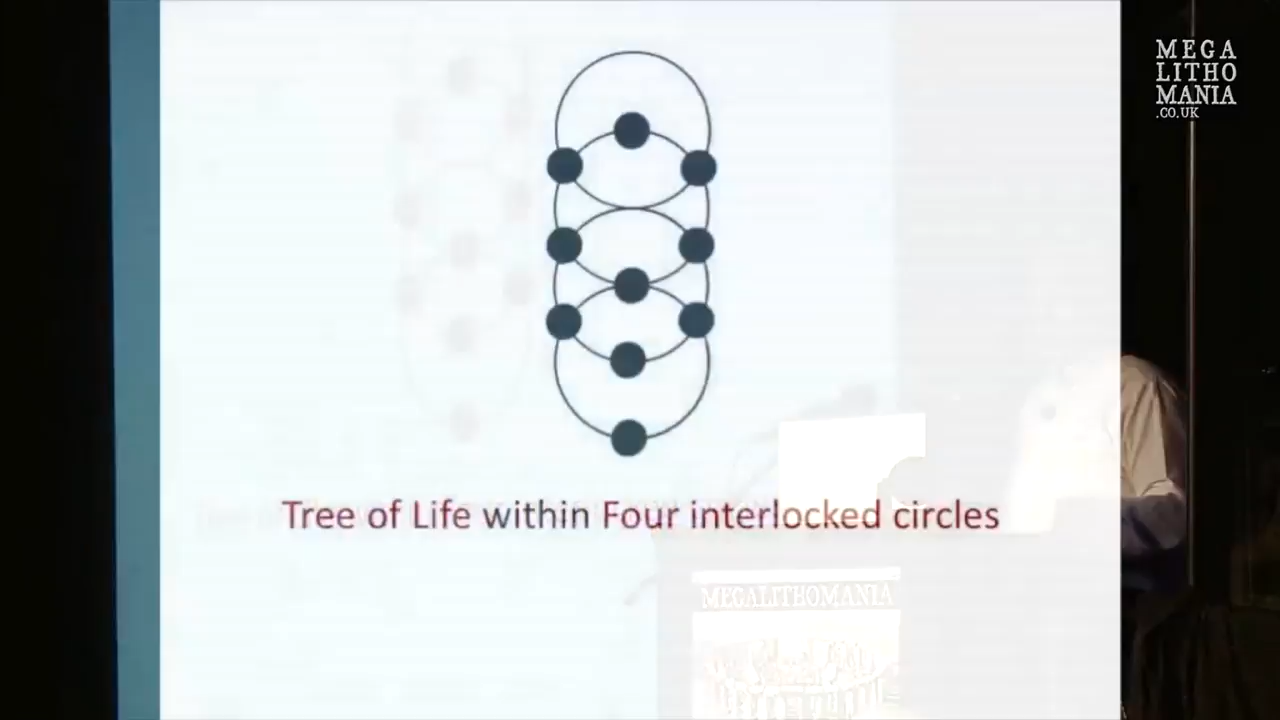 MEGA
LITHO
MANIA
.CO.UK
Tree of Life within Four interlocked circles
MEGALITHOMANIA